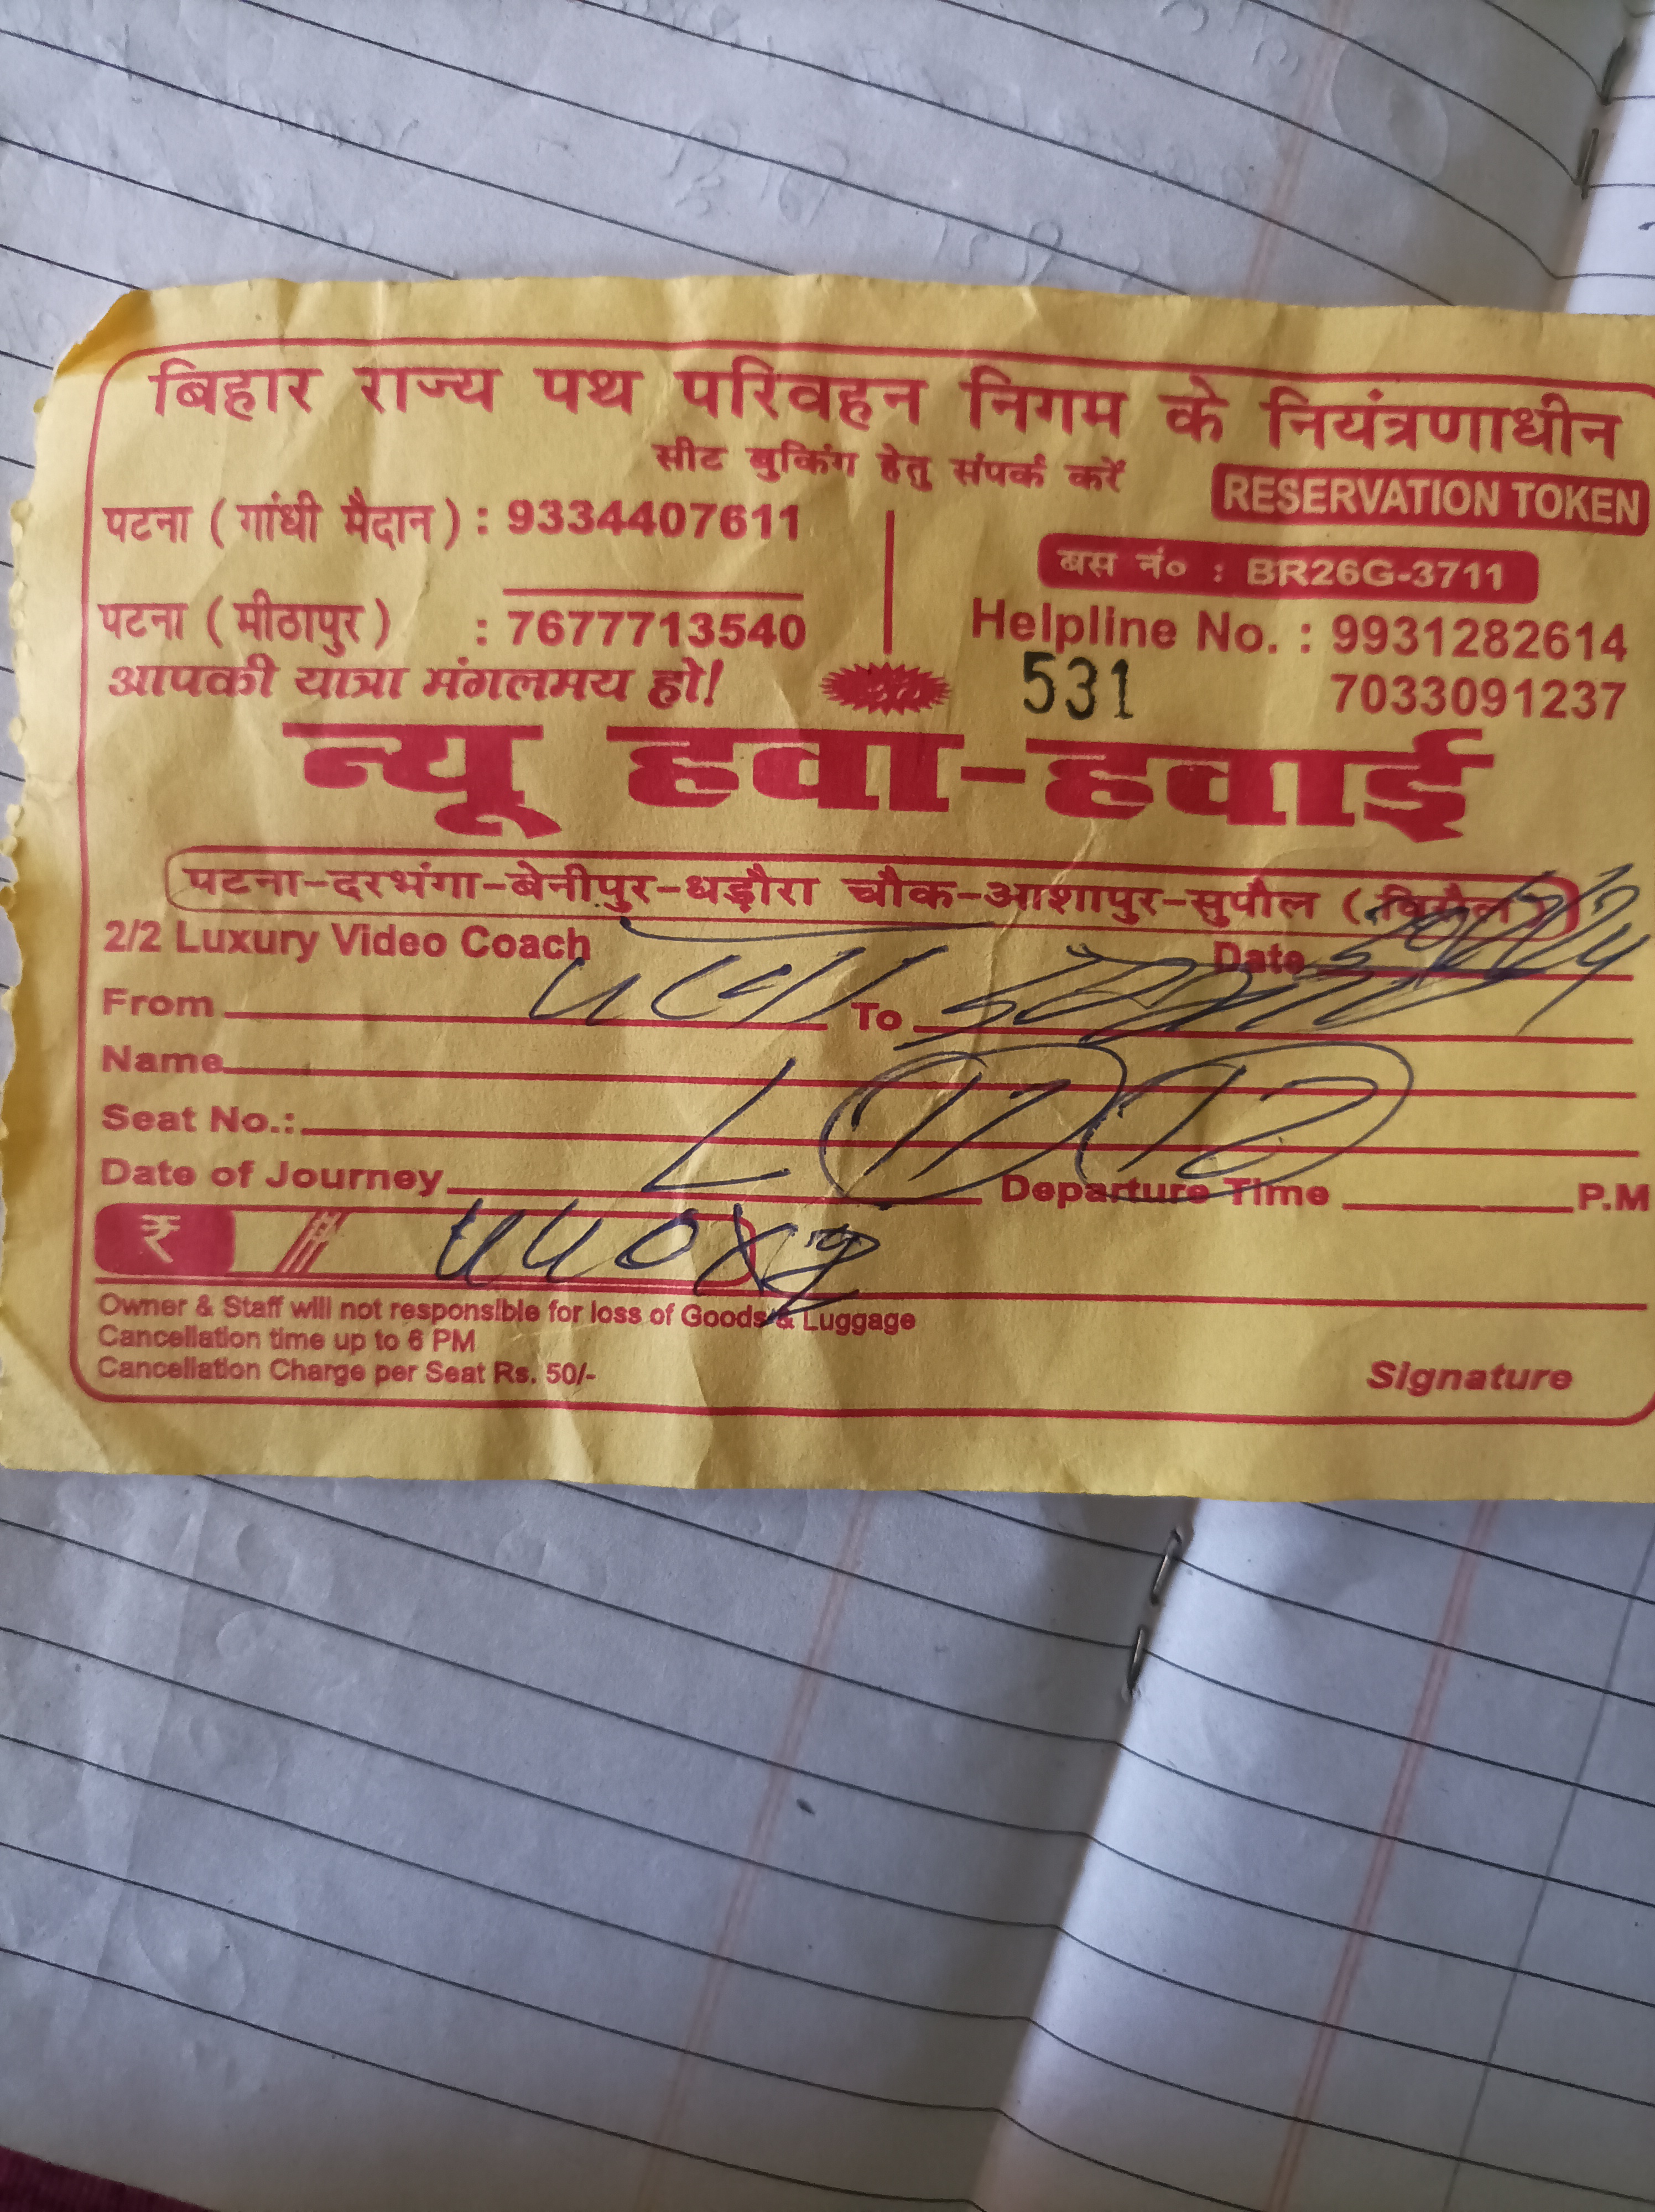 बिहार राज्य पथ परिवहन निगम के नियंत्रणाधीन
सीट बुकिंग हेतु संपर्क करें
RESERVATION TOKEN
पटना ( गांधी मैदान ) : 9334407611
बस नं० : BR26G-3711
पटना ( मीठापुर ) : 7677713540
Helpline No. : 9931282614
7033091237
आपकी यात्रा मंगलमय हो!
531
न्यू हवा-हवाई
पटना-दरभंगा-बेनीपुर-धड़ौरा चौक-आशापुर-सुपौल ( बिरौल )
2/2 Luxury Video Coach Date
From To
Name
Seat No.: L 11 12
Date of Journey Departure Time P.M
₹
Owner & Staff will not responsible for loss of Goods & Luggage
Cancellation time up to 6 PM
Cancellation Charge per Seat Rs. 50/-
Signature